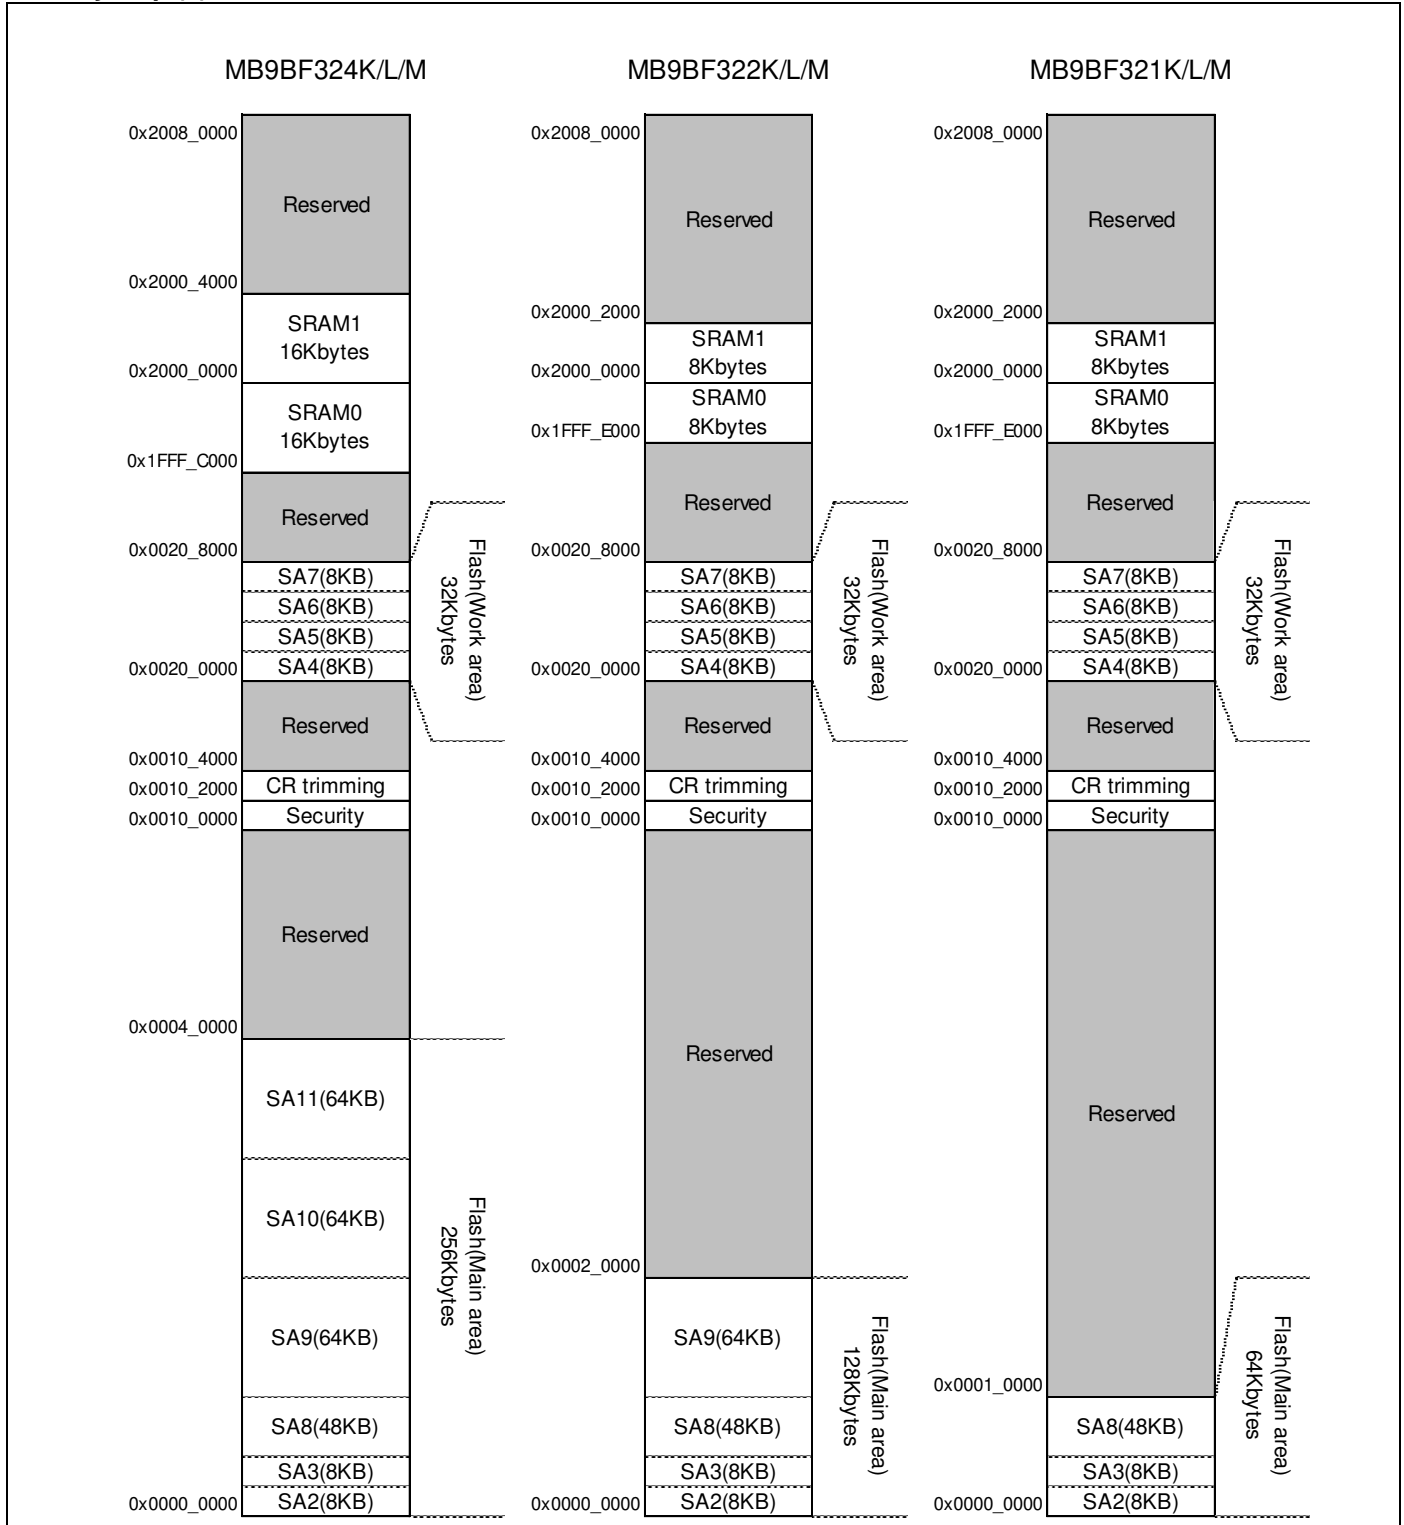 MB9BF324K/L/M
0x2008_0000
Reserved
0x2000_4000
SRAM1
16Kbytes
0x2000_0000
SRAM0
16Kbytes
0x1FFF_C000
Reserved
0x0020_8000
SA7(8KB)
SA6(8KB)
SA5(8KB)
SA4(8KB)
0x0020_0000
Flash(Work area)
32Kbytes
Reserved
0x0010_4000
CR trimming
0x0010_2000
Security
0x0010_0000
Reserved
0x0004_0000
SA11(64KB)
SA10(64KB)
SA9(64KB)
SA8(48KB)
SA3(8KB)
SA2(8KB)
0x0000_0000
Flash(Main area)
256Kbytes
MB9BF322K/L/M
0x2008_0000
Reserved
0x2000_2000
SRAM1
8Kbytes
0x2000_0000
SRAM0
8Kbytes
0x1FFF_E000
Reserved
0x0020_8000
SA7(8KB)
SA6(8KB)
SA5(8KB)
SA4(8KB)
0x0020_0000
Flash(Work area)
32Kbytes
Reserved
0x0010_4000
CR trimming
0x0010_2000
Security
0x0010_0000
Reserved
0x0002_0000
SA9(64KB)
SA8(48KB)
SA3(8KB)
SA2(8KB)
0x0000_0000
Flash(Main area)
128Kbytes
MB9BF321K/L/M
0x2008_0000
Reserved
0x2000_2000
SRAM1
8Kbytes
0x2000_0000
SRAM0
8Kbytes
0x1FFF_E000
Reserved
0x0020_8000
SA7(8KB)
SA6(8KB)
SA5(8KB)
SA4(8KB)
0x0020_0000
Flash(Work area)
32Kbytes
Reserved
0x0010_4000
CR trimming
0x0010_2000
Security
0x0010_0000
Reserved
0x0001_0000
SA8(48KB)
SA3(8KB)
SA2(8KB)
0x0000_0000
Flash(Main area)
64Kbytes